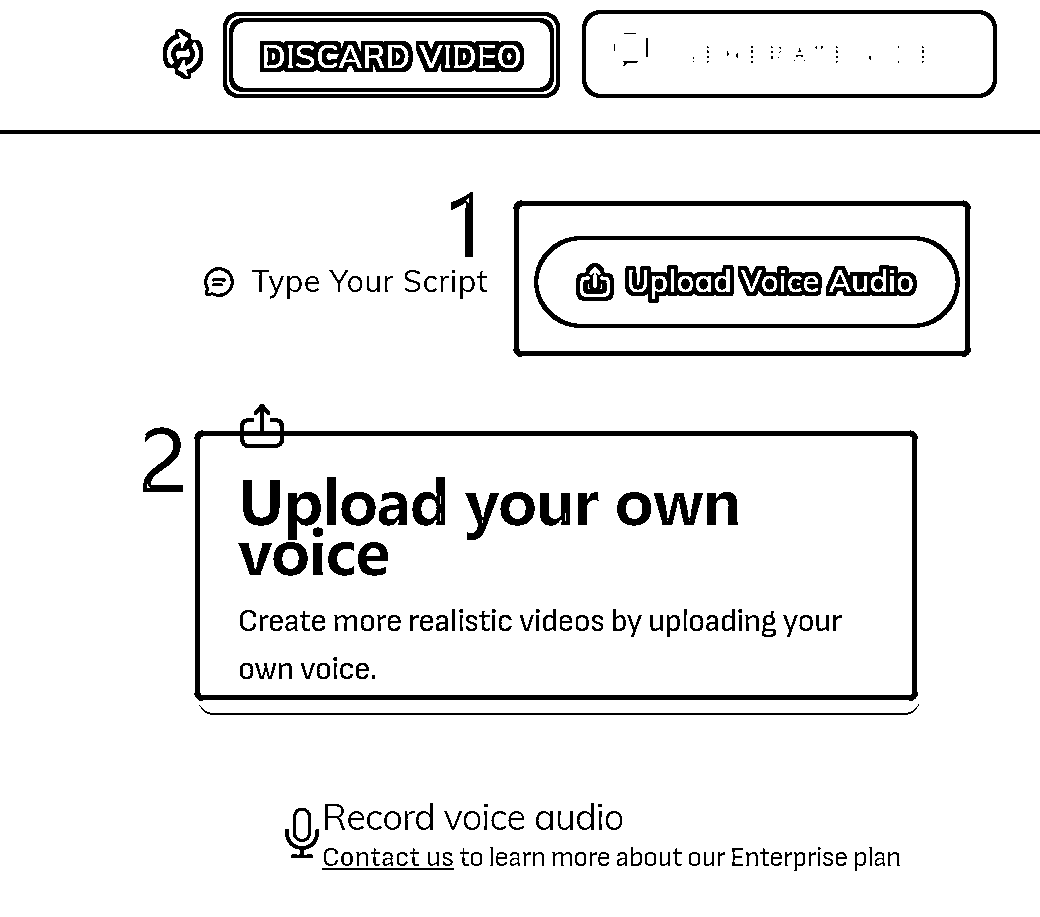 DISCARD VIDEO
1
Type Your Script
Upload Voice Audio
2
Upload your own
voice
Create more realistic videos by uploading your
own voice.
Record voice audio
Contact us to learn more about our Enterprise plan